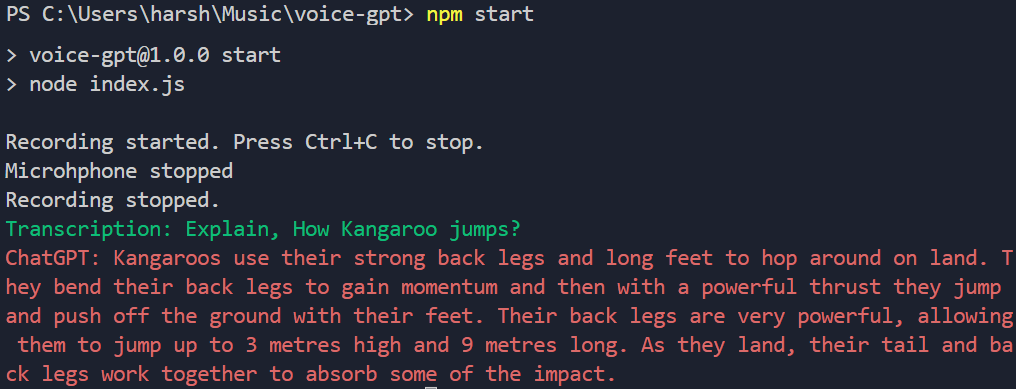 PS C:\Users\harsh\Music\voice-gpt> npm start
> voice-gpt@1.0.0 start
> node index.js
Recording started. Press Ctrl+C to stop.
Microhphone stopped
Recording stopped.
Transcription: Explain, How Kangaroo jumps?
ChatGPT: Kangaroos use their strong back legs and long feet to hop around on land. T
hey bend their back legs to gain momentum and then with a powerful thrust they jump
and push off the ground with their feet. Their back legs are very powerful, allowing
 them to jump up to 3 metres high and 9 metres long. As they land, their tail and ba
ck legs work together to absorb some of the impact.